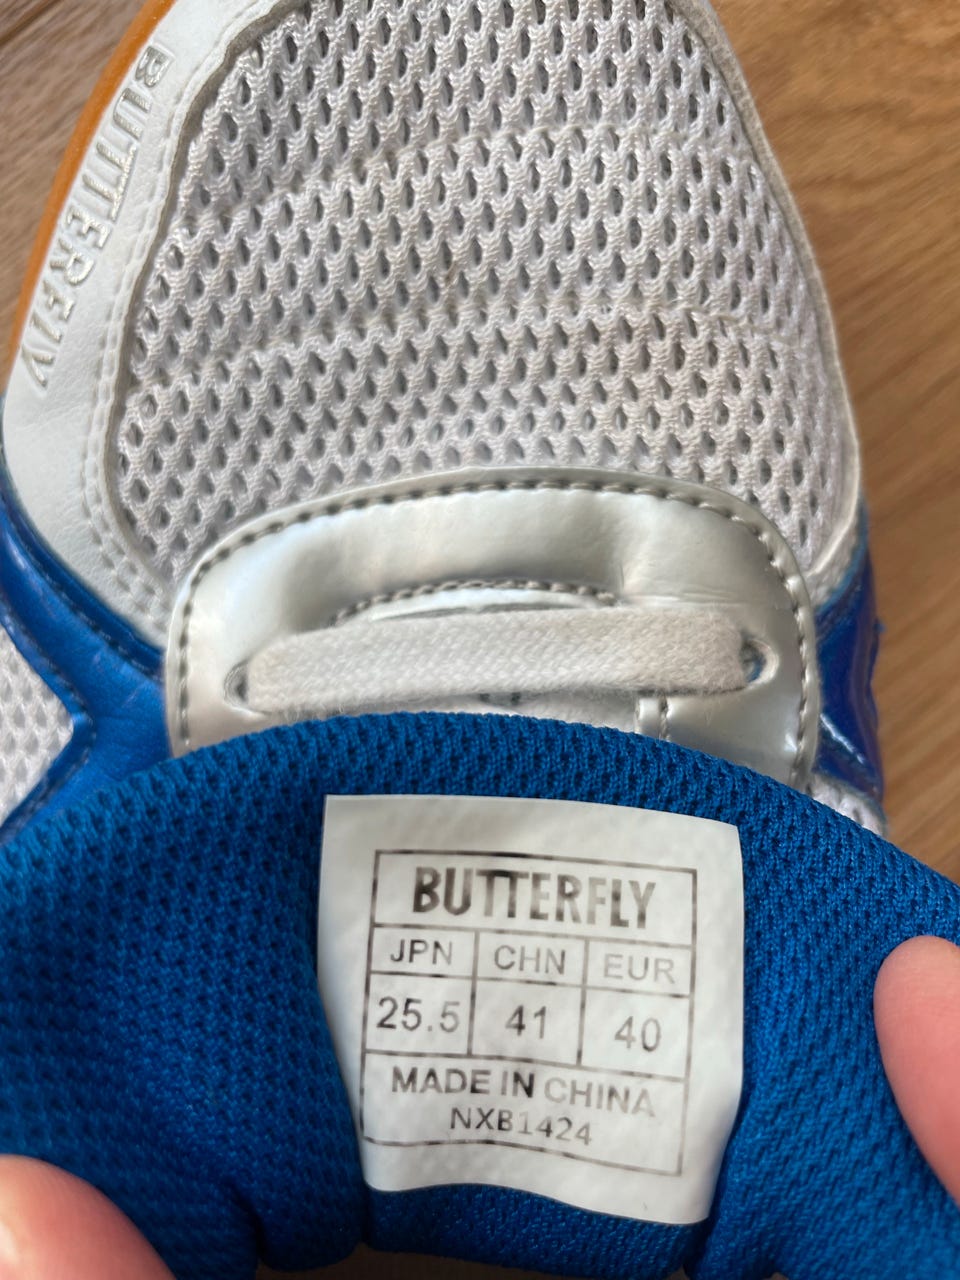 BUTTERFLY
BUTTERFLY
JPN CHN EUR
25.5 41 40
MADE IN CHINA
NXB1424